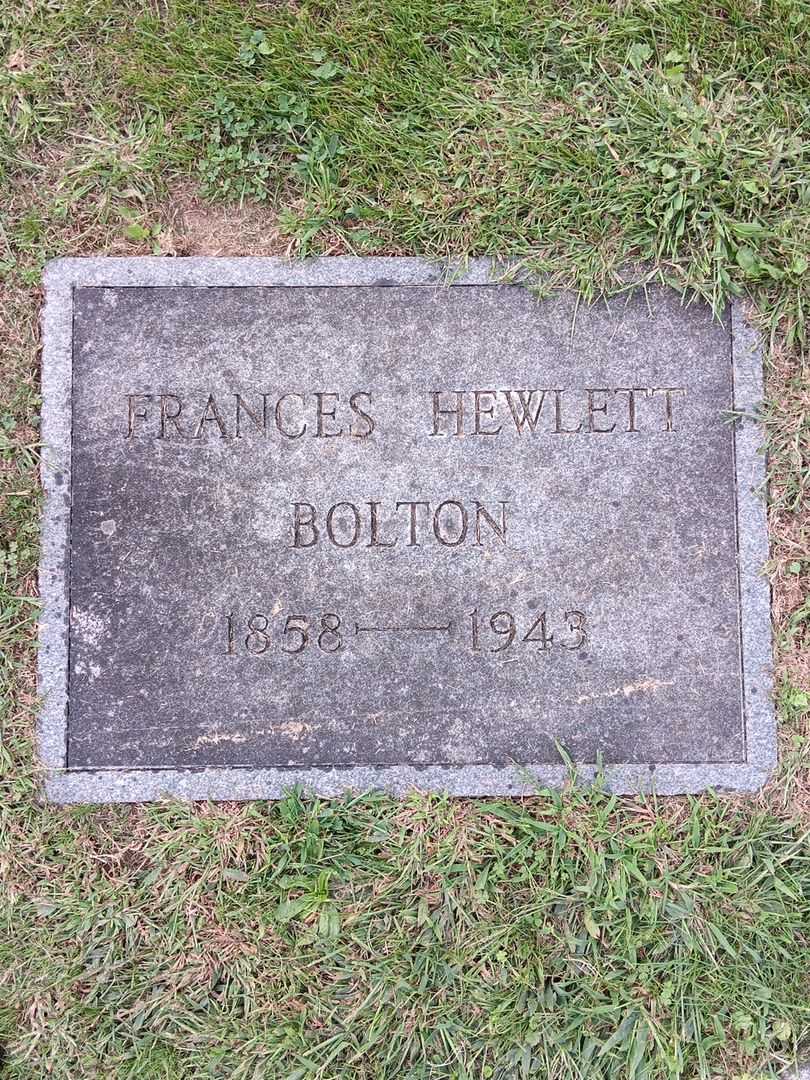 FRANCES HEWLETT
BOLTON
1858—1943